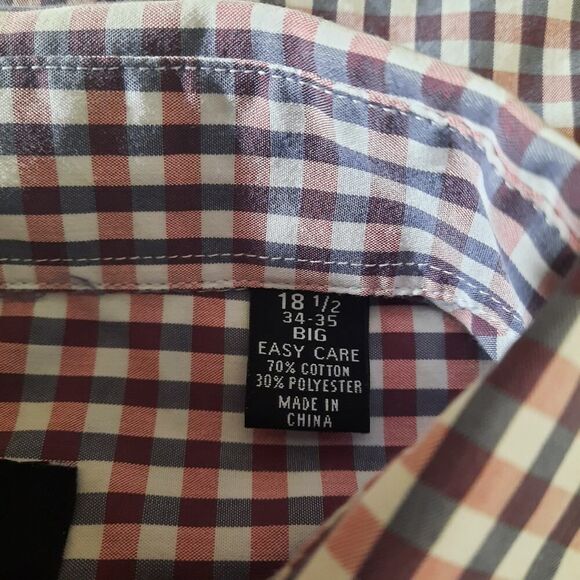 18 1/2
34-35
BIG
EASY CARE
70% COTTON
30% POLYESTER
MADE IN
CHINA